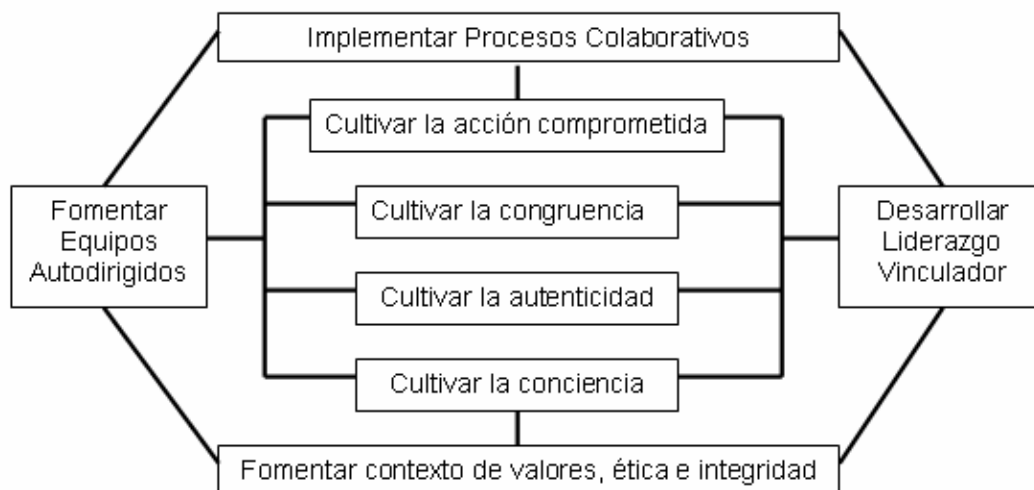 Implementar Procesos Colaborativos
Cultivar la acción comprometida
Fomentar
Equipos
Autodirigidos
Cultivar la congruencia
Desarrollar
Liderazgo
Vinculador
Cultivar la autenticidad
Cultivar la conciencia
Fomentar contexto de valores, ética e integridad